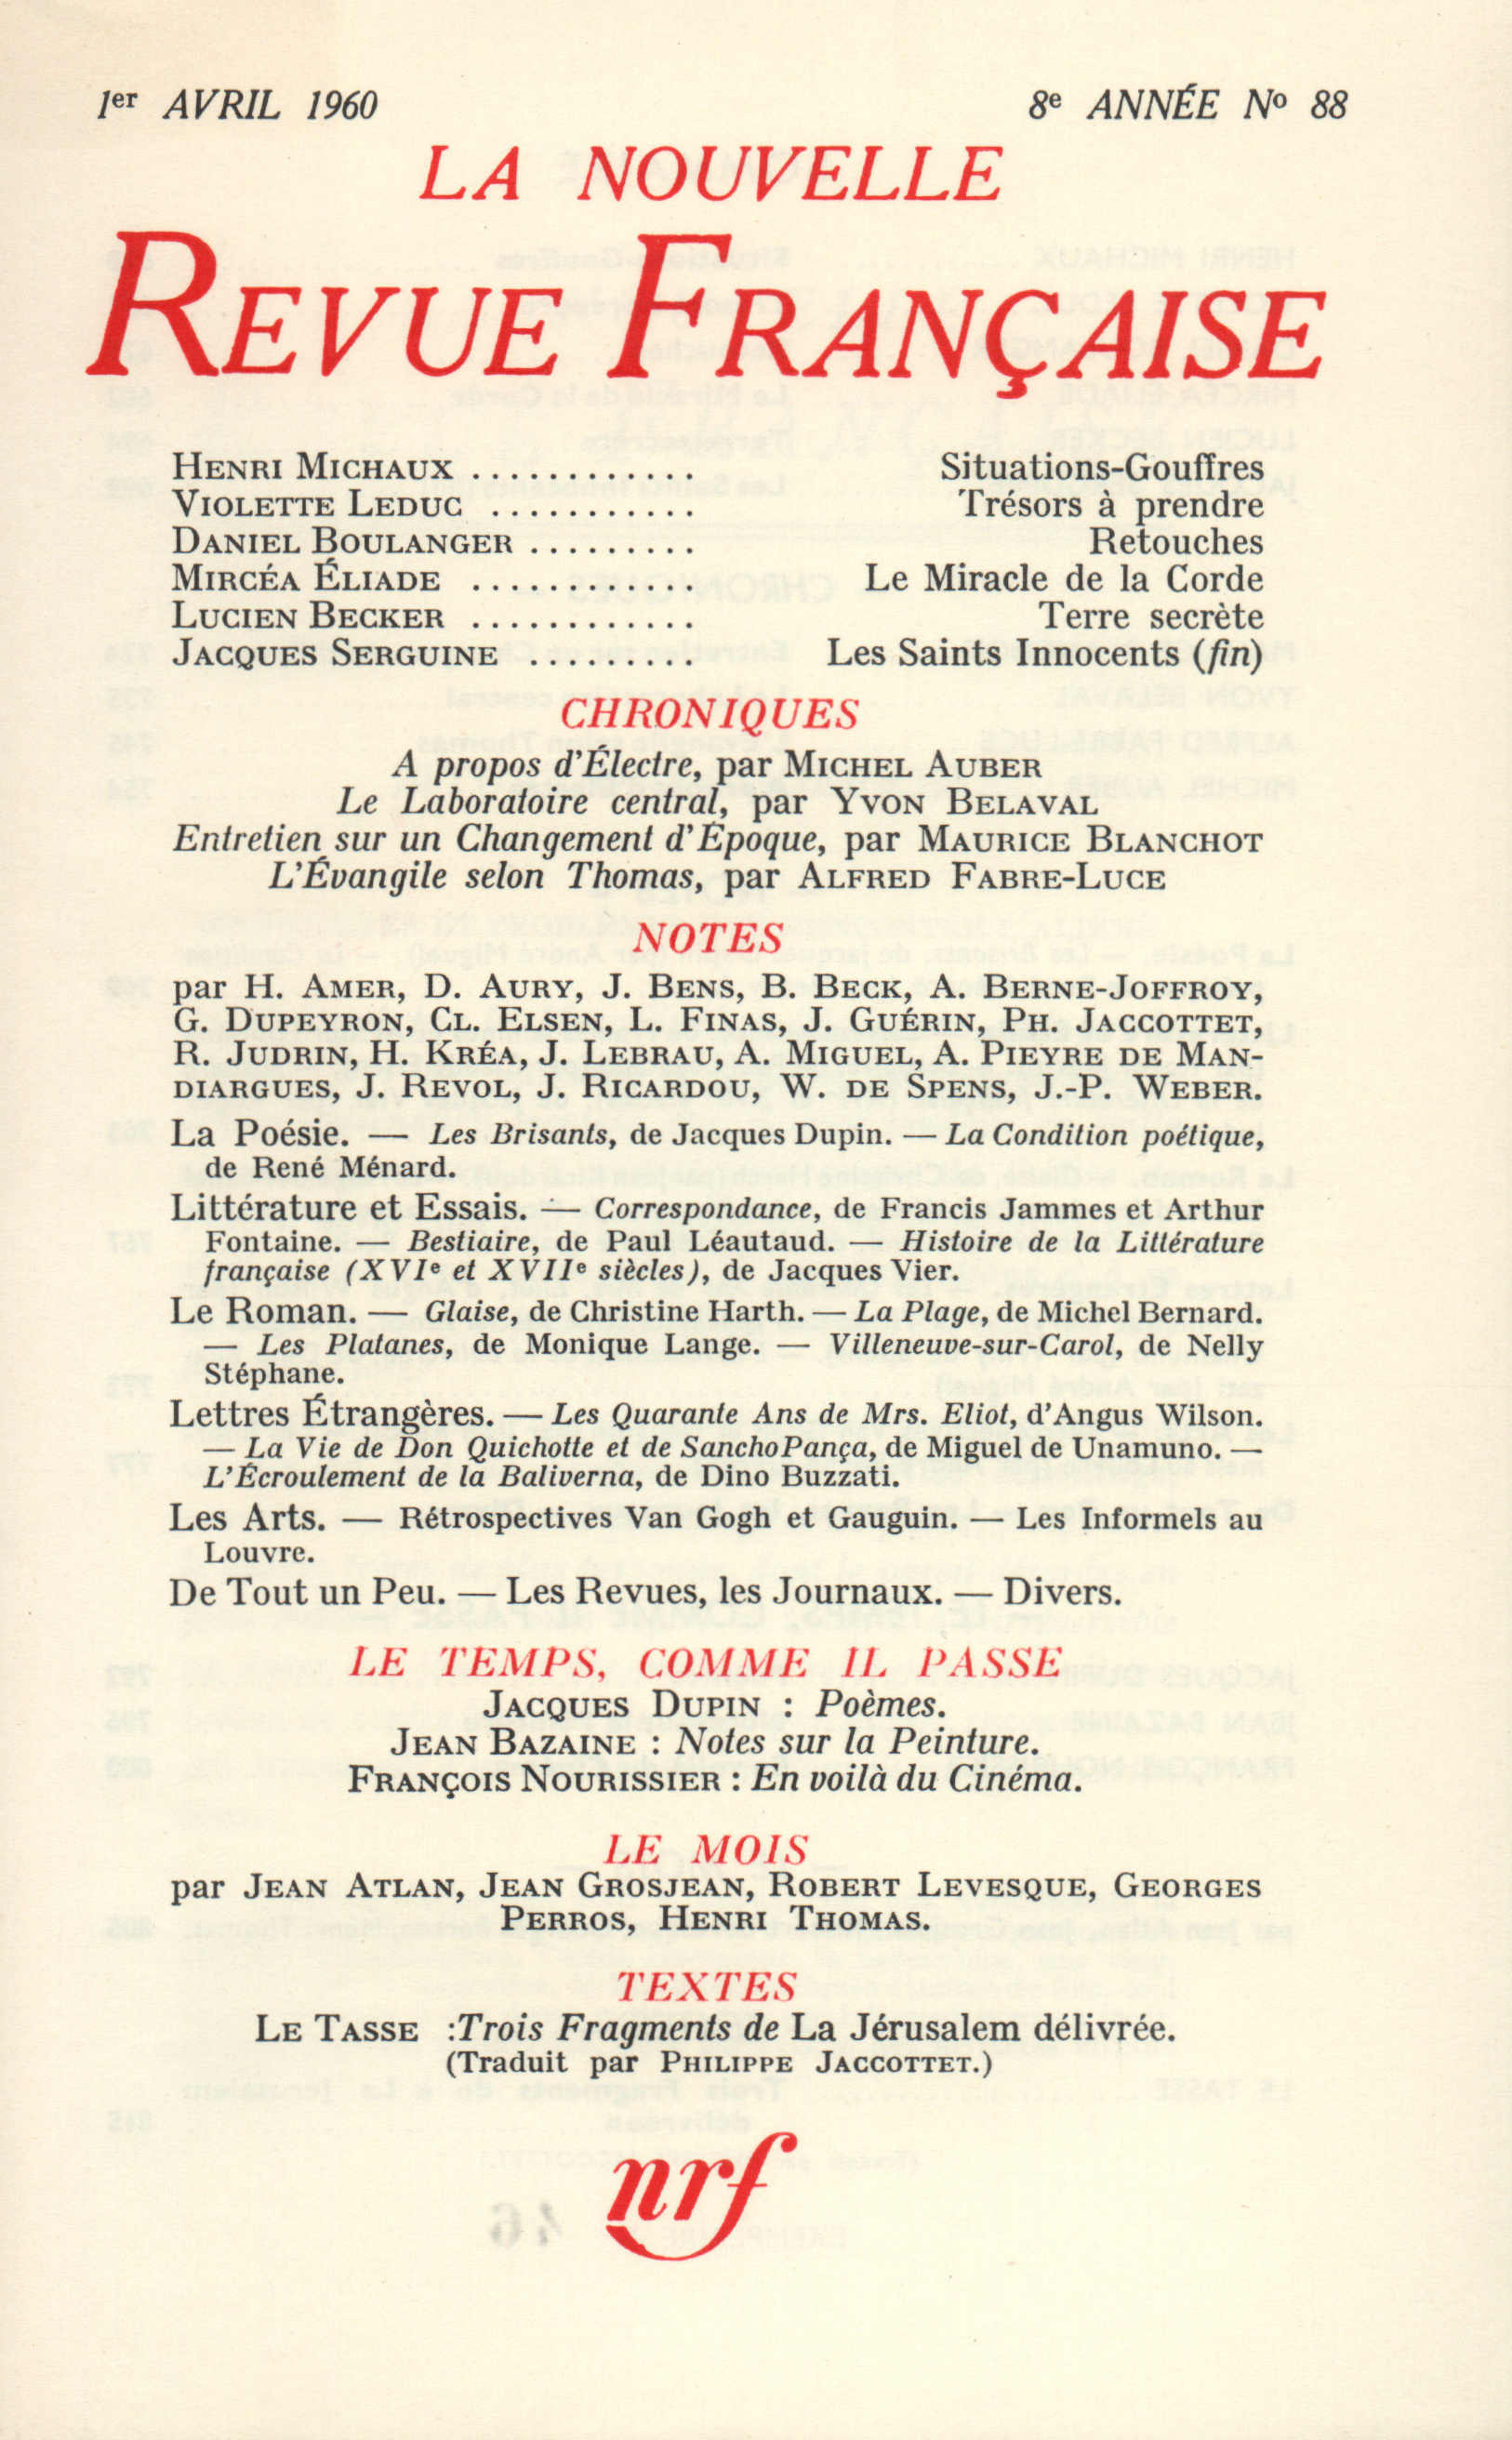 1er AVRIL 1960 8e ANNÉE No 88
LA NOUVELLE
REVUE FRANÇAISE
HENRI MICHAUX ............ Situations-Gouffres
VIOLETTE LEDUC ........... Trésors à prendre
DANIEL BOULANGER ......... Retouches
MIRCÉA ÉLIADE ............ Le Miracle de la Corde
LUCIEN BECKER ............ Terre secrète
JACQUES SERGUINE ......... Les Saints Innocents (fin)
CHRONIQUES
A propos d'Électre, par MICHEL AUBER
Le Laboratoire central, par YVON BELAVAL
Entretien sur un Changement d'Époque, par MAURICE BLANCHOT
L'Évangile selon Thomas, par ALFRED FABRE-LUCE
NOTES
par H. AMER, D. AURY, J. BENS, B. BECK, A. BERNE-JOFFROY,
G. DUPEYRON, CL. ELSEN, L. FINAS, J. GUÉRIN, PH. JACCOTTET,
R. JUDRIN, H. KRÉA, J. LEBRAU, A. MIGUEL, A. PIEYRE DE MAN-
DIARGUES, J. REVOL, J. RICARDOU, W. DE SPENS, J.-P. WEBER.
La Poésie. — Les Brisants, de Jacques Dupin. — La Condition poétique,
de René Ménard.
Littérature et Essais. — Correspondance, de Francis Jammes et Arthur
Fontaine. — Bestiaire, de Paul Léautaud. — Histoire de la Littérature
française (XVIe et XVIIe siècles), de Jacques Vier.
Le Roman. — Glaise, de Christine Harth. — La Plage, de Michel Bernard.
— Les Platanes, de Monique Lange. — Villeneuve-sur-Carol, de Nelly
Stéphane.
Lettres Étrangères. — Les Quarante Ans de Mrs. Eliot, d'Angus Wilson.
— La Vie de Don Quichotte et de Sancho Pança, de Miguel de Unamuno. —
L'Écroulement de la Baliverna, de Dino Buzzati.
Les Arts. — Rétrospectives Van Gogh et Gauguin. — Les Informels au
Louvre.
De Tout un Peu. — Les Revues, les Journaux. — Divers.
LE TEMPS, COMME IL PASSE
JACQUES DUPIN : Poèmes.
JEAN BAZAINE : Notes sur la Peinture.
FRANÇOIS NOURISSIER : En voilà du Cinéma.
LE MOIS
par JEAN ATLAN, JEAN GROSJEAN, ROBERT LEVESQUE, GEORGES
PERROS, HENRI THOMAS.
TEXTES
LE TASSE :Trois Fragments de La Jérusalem délivrée.
(Traduit par PHILIPPE JACCOTTET.)
nrf